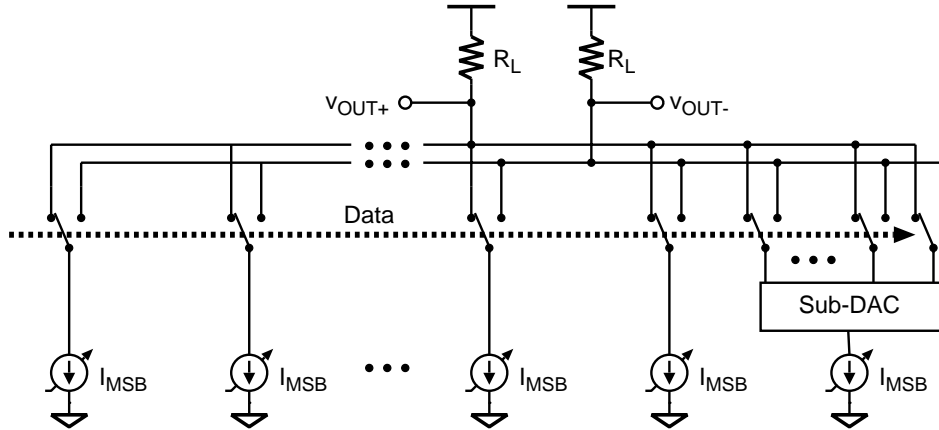 R_L
R_L
v_OUT+
v_OUT-
Data
Sub-DAC
I_MSB
I_MSB
I_MSB
I_MSB
I_MSB